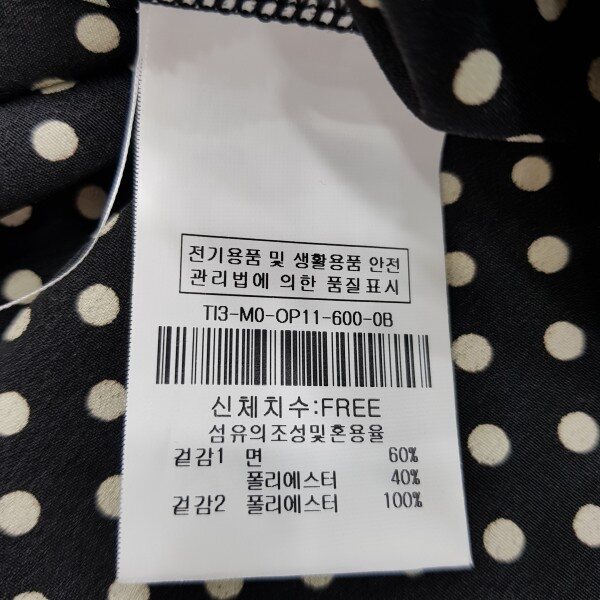 전기용품 및 생활용품 안전
관리법에 의한 품질표시
TI3-M0-OP11-600-0B
신체치수:FREE
섬유의조성및혼용율
겉감1 면 60%
폴리에스터 40%
겉감2 폴리에스터 100%